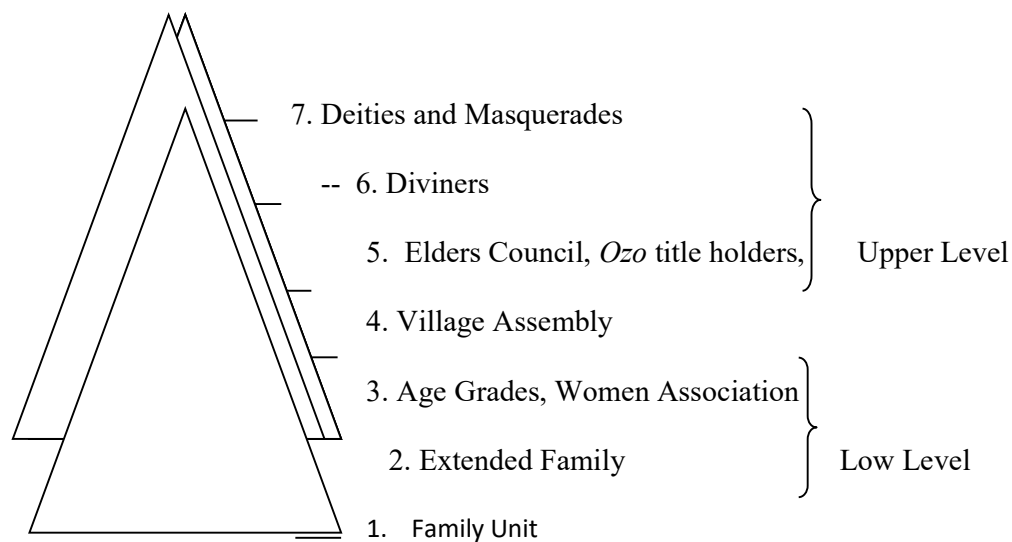 7. Deities and Masquerades
-- 6. Diviners
5. Elders Council, Ozo title holders, Upper Level
4. Village Assembly
3. Age Grades, Women Association
2. Extended Family Low Level
1. Family Unit